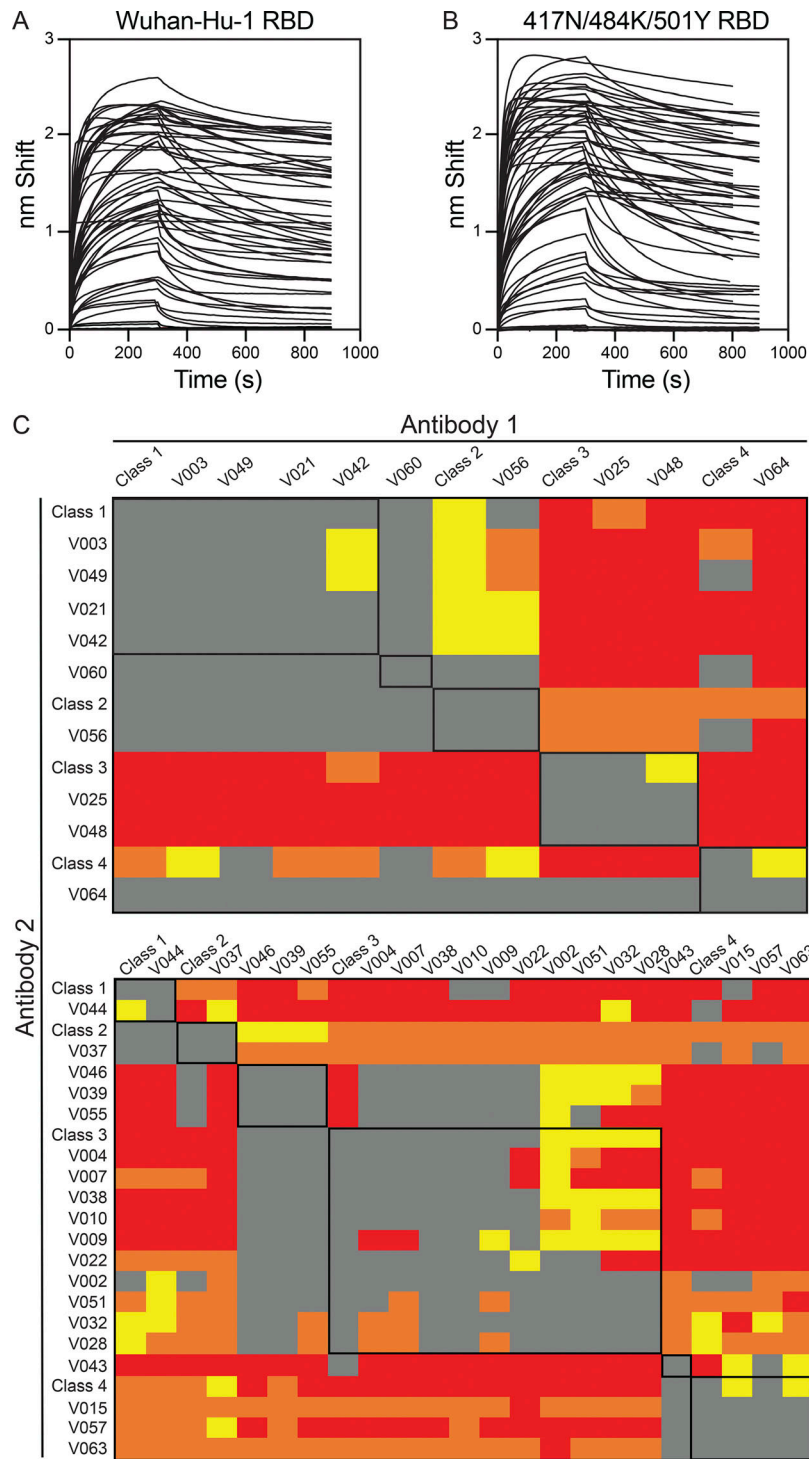 A
Wuhan-Hu-1 RBD
3
2
1
0
nm Shift
0 200 400 600 800 1000
Time (s)
B
417N/484K/501Y RBD
3
2
1
0
nm Shift
0 200 400 600 800 1000
Time (s)
C
Antibody 1
Class 1 V003 V049 V021 V042 V060 Class 2 V056 Class 3 V025 V048 Class 4 V064
Antibody 2
Class 1
V003
V049
V021
V042
V060
Class 2
V056
Class 3
V025
V048
Class 4
V064
Class 1 V044 Class 2 V037 V046 V039 V055 Class 3 V004 V007 V038 V010 V009 V022 V002 V051 V032 V028 V043 Class 4 V015 V057
Class 1
V044
Class 2
V037
V046
V039
V055
Class 3
V004
V007
V038
V010
V009
V022
V002
V051
V032
V028
V043
Class 4
V015
V057
V063